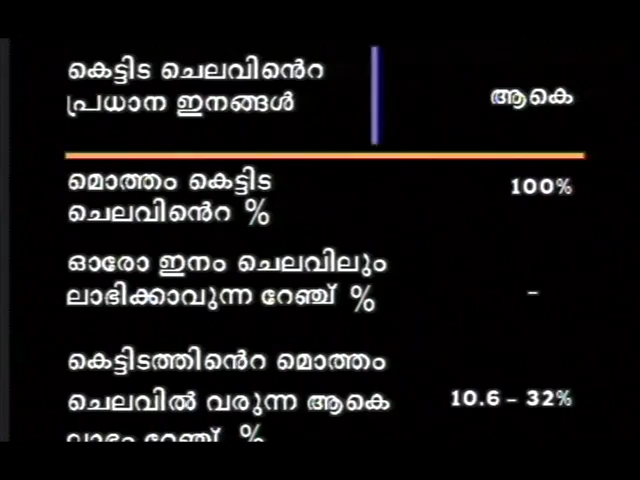 കെട്ടിട ചെലവിൻെറ
പ്രധാന ഇനങ്ങൾ
ആകെ
മൊത്തം കെട്ടിട
ചെലവിൻെറ %
100%
ഓരോ ഇനം ചെലവിലും
ലാഭിക്കാവുന്ന റേഞ്ച് %
–
കെട്ടിടത്തിൻെറ മൊത്തം
ചെലവിൽ വരുന്ന ആകെ
10.6 – 32%
ലാഭം റേഞ്ച് %